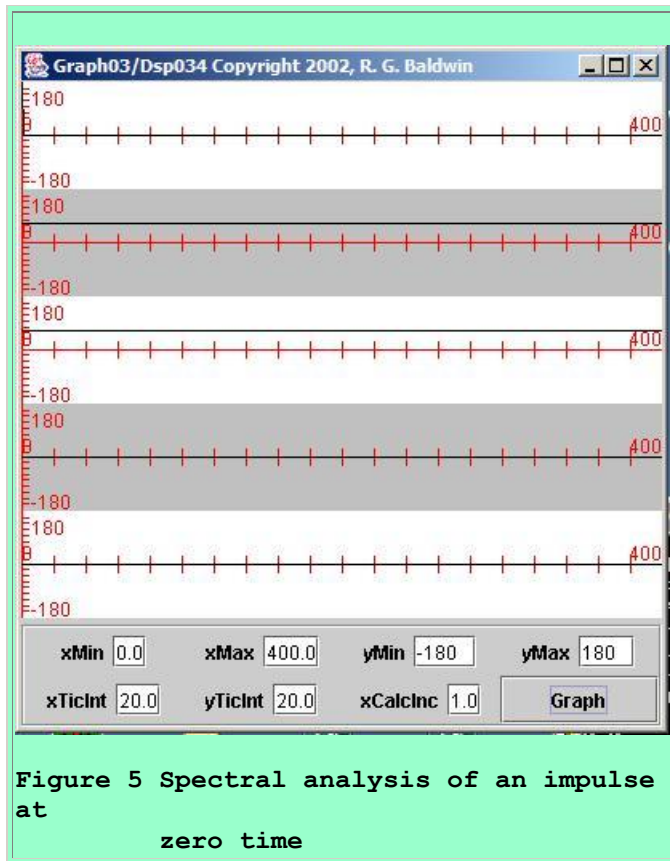 Graph03/Dsp034 Copyright 2002, R. G. Baldwin
180
0 400
-180
180
0 400
-180
180
0 400
-180
180
0 400
-180
180
0 400
-180
xMin 0.0 xMax 400.0 yMin -180 yMax 180
xTicInt 20.0 yTicInt 20.0 xCalcInc 1.0 Graph
Figure 5 Spectral analysis of an impulse
at
zero time